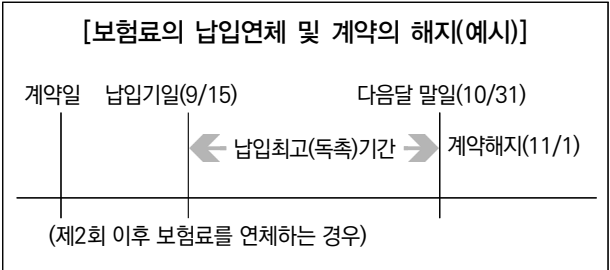 [보험료의 납입연체 및 계약의 해지(예시)]
계약일 납입기일(9/15) 다음달 말일(10/31)
납입최고(독촉)기간 계약해지(11/1)
(제2회 이후 보험료를 연체하는 경우)